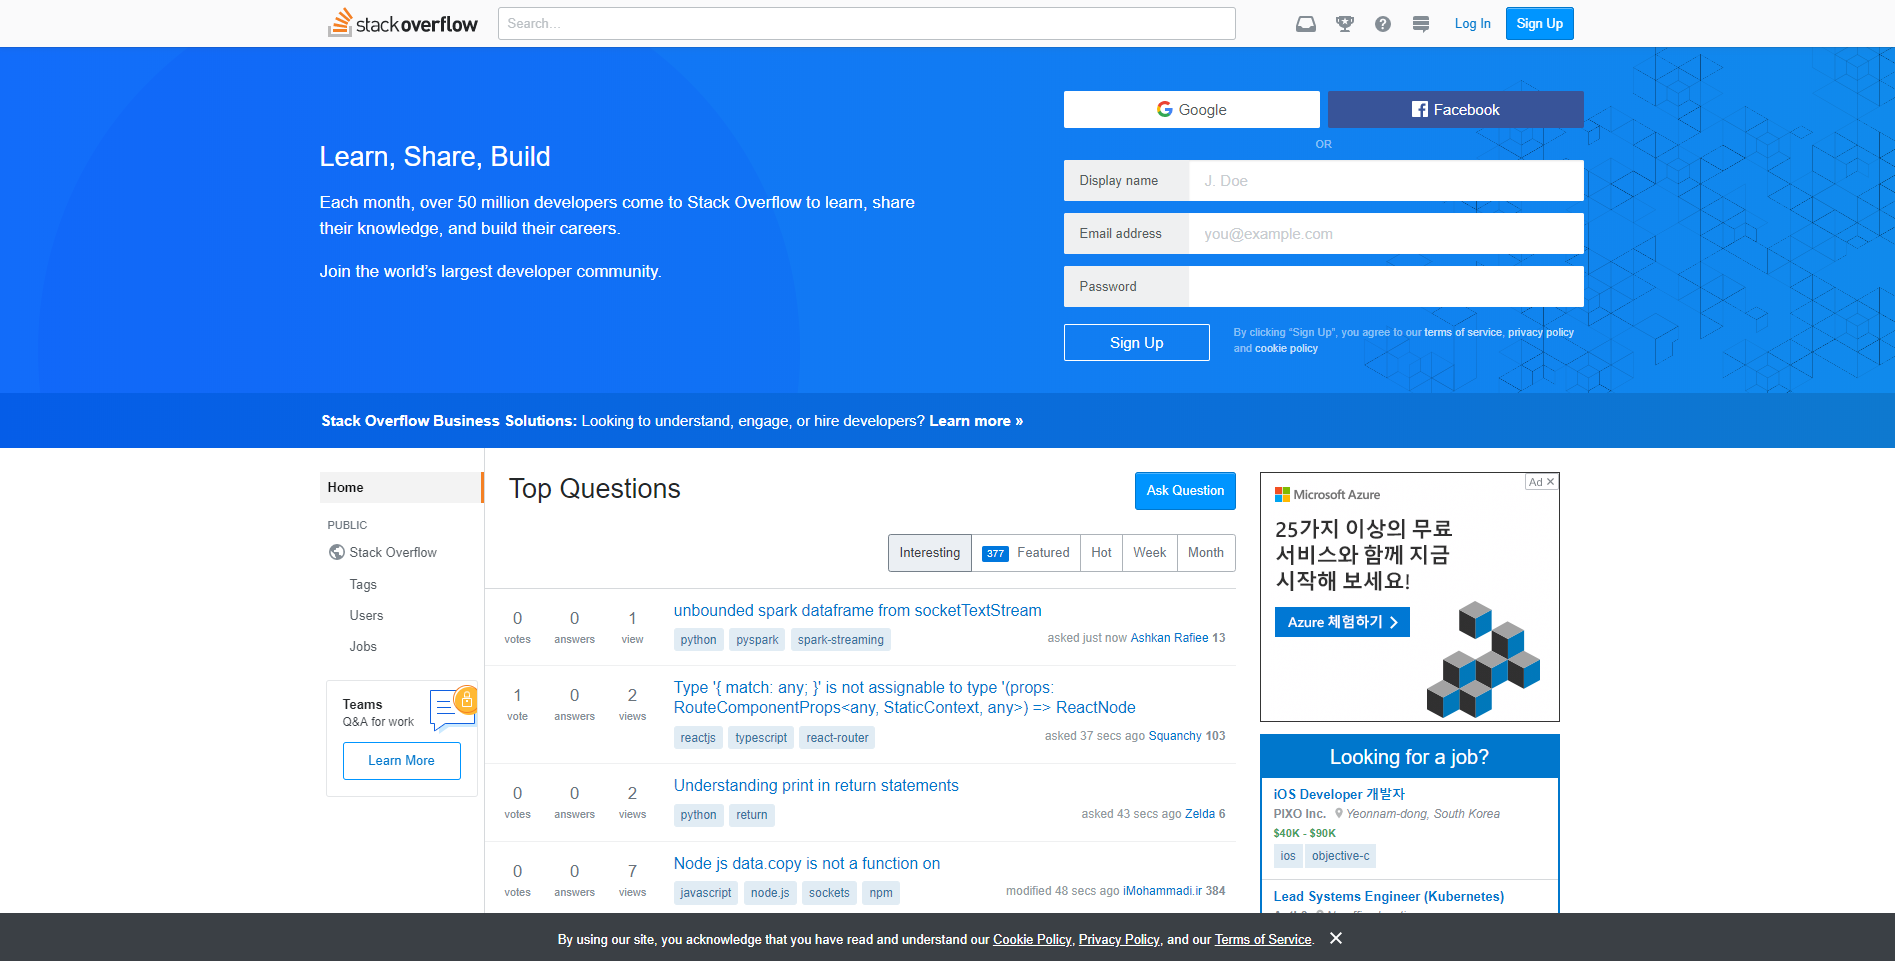 stack overflow
Search...
Log In
Sign Up
Google
Facebook
OR
Learn, Share, Build
Each month, over 50 million developers come to Stack Overflow to learn, share
their knowledge, and build their careers.
Join the world's largest developer community.
Display name
J. Doe
Email address
you@example.com
Password
Sign Up
By clicking "Sign Up", you agree to our terms of service, privacy policy
and cookie policy
Stack Overflow Business Solutions: Looking to understand, engage, or hire developers? Learn more »
Home
PUBLIC
Stack Overflow
Tags
Users
Jobs
Teams
Q&A for work
Learn More
Top Questions
Ask Question
Interesting
377 Featured
Hot
Week
Month
0 votes
0 answers
1 view
unbounded spark dataframe from socketTextStream
python pyspark spark-streaming
asked just now Ashkan Rafiee 13
1 vote
0 answers
2 views
Type '{ match: any; }' is not assignable to type '(props:
RouteComponentProps<any, StaticContext, any>) => ReactNode
reactjs typescript react-router
asked 37 secs ago Squanchy 103
0 votes
0 answers
2 views
Understanding print in return statements
python return
asked 43 secs ago Zelda 6
0 votes
0 answers
7 views
Node js data.copy is not a function on
javascript node.js sockets npm
modified 48 secs ago iMohammadi.ir 384
Ad
Microsoft Azure
25가지 이상의 무료
서비스와 함께 지금
시작해 보세요!
Azure 체험하기
Looking for a job?
iOS Developer 개발자
PIXO Inc. Yeonnam-dong, South Korea
$40K - $90K
ios objective-c
Lead Systems Engineer (Kubernetes)
By using our site, you acknowledge that you have read and understand our Cookie Policy, Privacy Policy, and our Terms of Service.